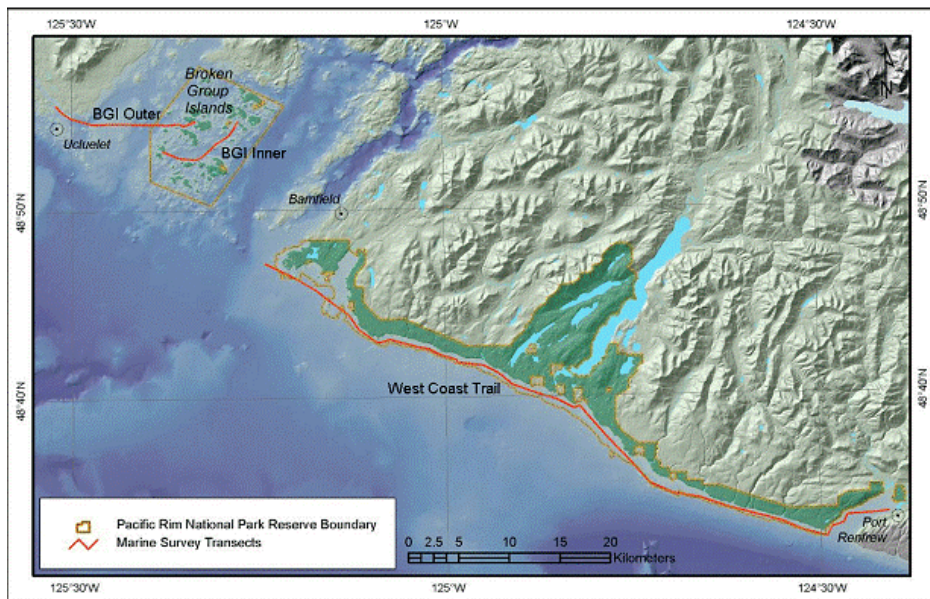 125°30'W 125°W 124°30'W
Broken
Group
Islands
BGI Outer
Ucluelet
BGI Inner
Bamfield
48°50'N 48°50'N
N
West Coast Trail
48°40'N 48°40'N
Pacific Rim National Park Reserve Boundary
Marine Survey Transects
Port
Renfrew
0 2.5 5 10 15 20
Kilometers
125°30'W 125°W 124°30'W